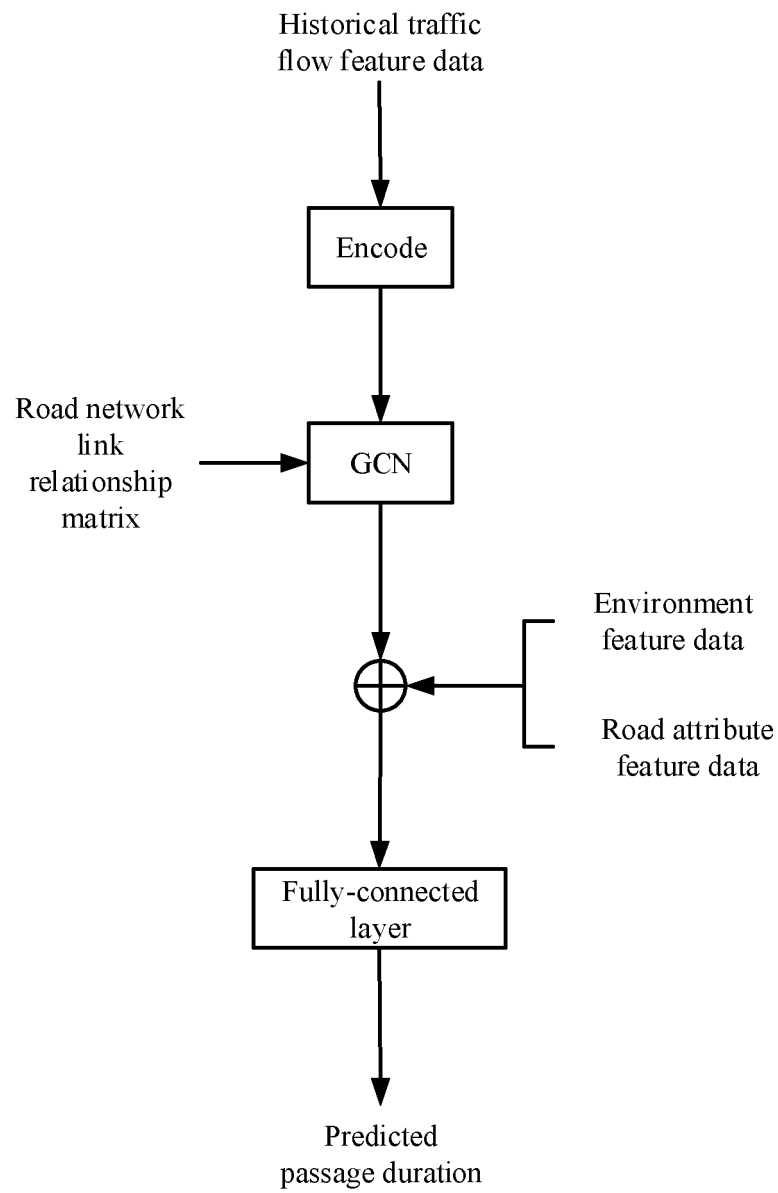 Historical traffic
flow feature data
Encode
Road network
link
relationship
matrix
GCN
Environment
feature data
Road attribute
feature data
Fully-connected
layer
Predicted
passage duration